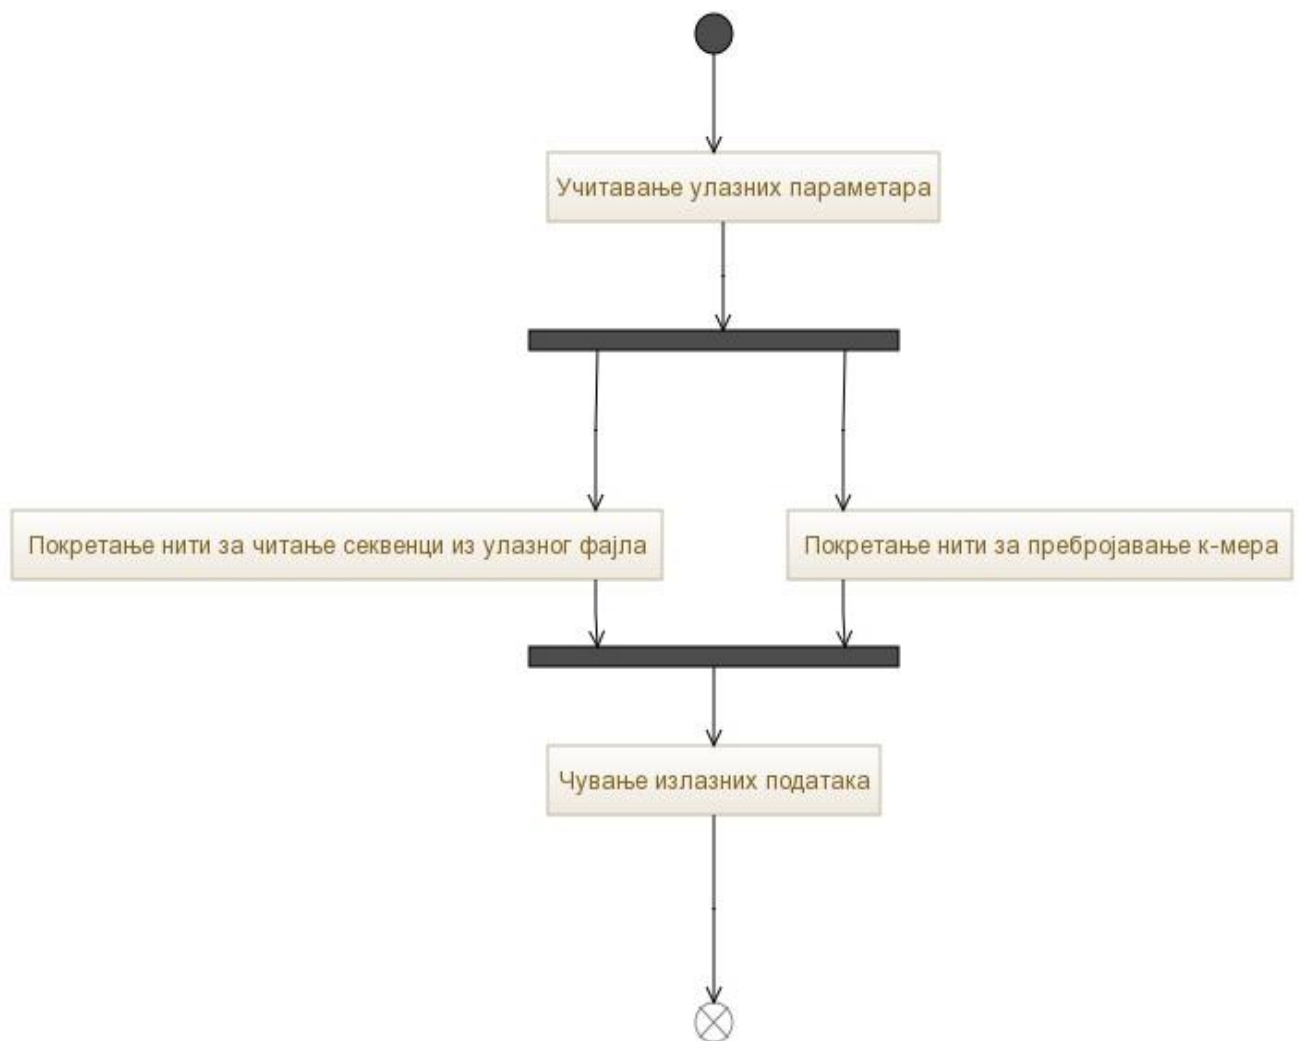 Учитавање улазних параметара
Покретање нити за читање секвенци из улазног фајла
Покретање нити за пребројавање к-мера
Чување излазних података